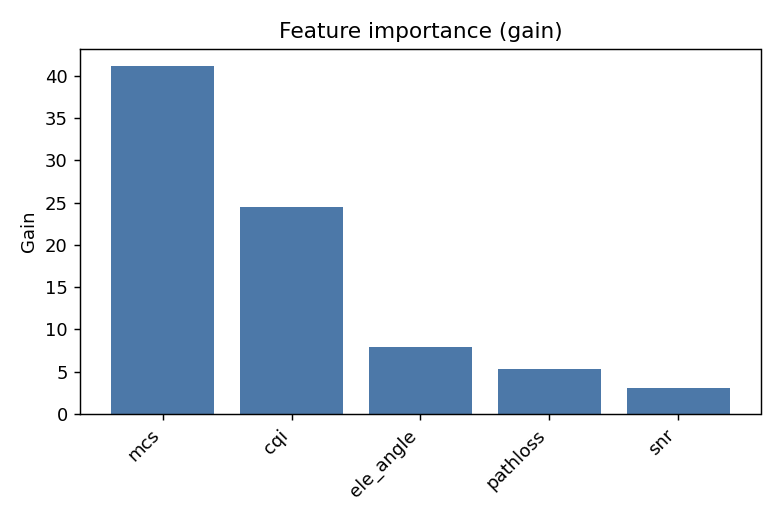 Feature importance (gain)
Gain
40
35
30
25
20
15
10
5
0
mcs
cqi
ele_angle
pathloss
snr